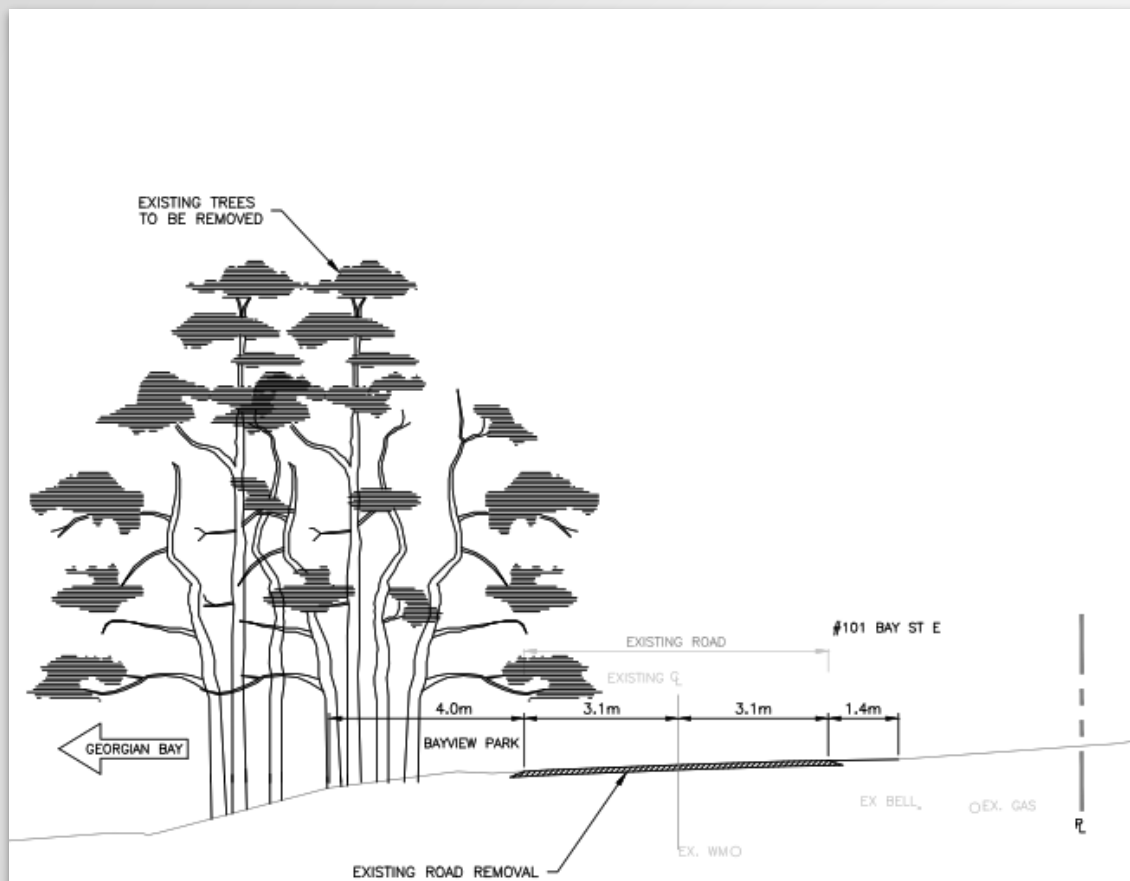 EXISTING TREES
TO BE REMOVED
#101 BAY ST E
EXISTING ROAD
EXISTING ℄
4.0m
3.1m
3.1m
1.4m
GEORGIAN BAY
BAYVIEW PARK
EX BELL
EX. GAS
PL
EX. WM
EXISTING ROAD REMOVAL